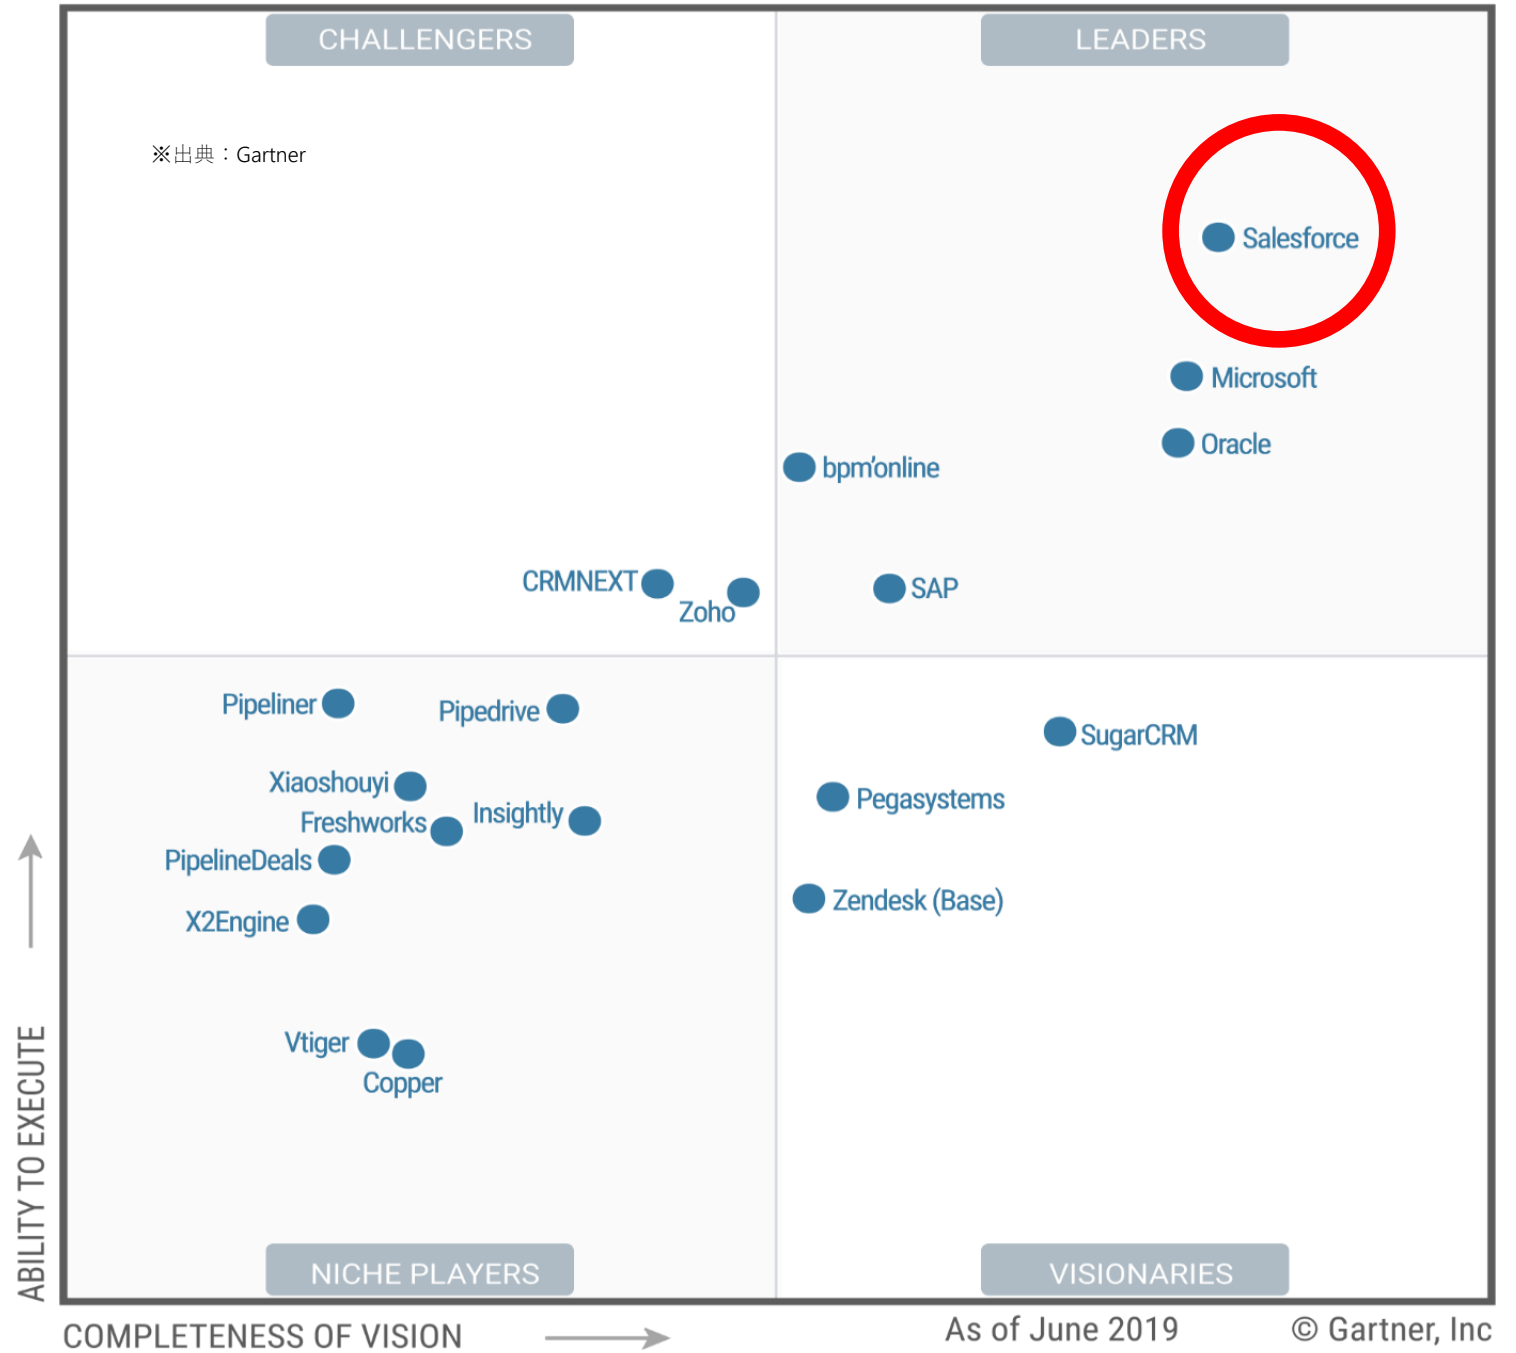 CHALLENGERS
LEADERS
※出典：Gartner
Salesforce
Microsoft
Oracle
bpm’online
CRMNEXT
Zoho
SAP
Pipeliner
Pipedrive
SugarCRM
Xiaoshouyi
Freshworks
Insightly
Pegasystems
PipelineDeals
X2Engine
Zendesk (Base)
Vtiger
Copper
NICHE PLAYERS
VISIONARIES
ABILITY TO EXECUTE
COMPLETENESS OF VISION
As of June 2019
© Gartner, Inc